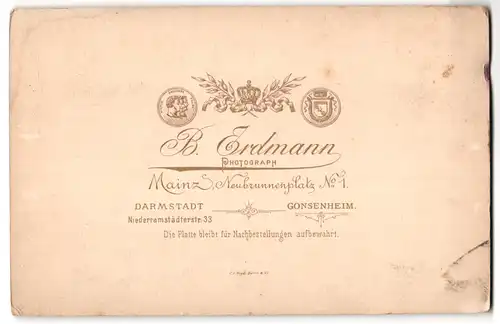 B. Erdmann
PHOTOGRAPH
Mainz, Neubrunnenplatz No. 1.
DARMSTADT GONSENHEIM.
Niederramstädterstr. 33
Die Platte bleibt für Nachbestellungen aufbewahrt.